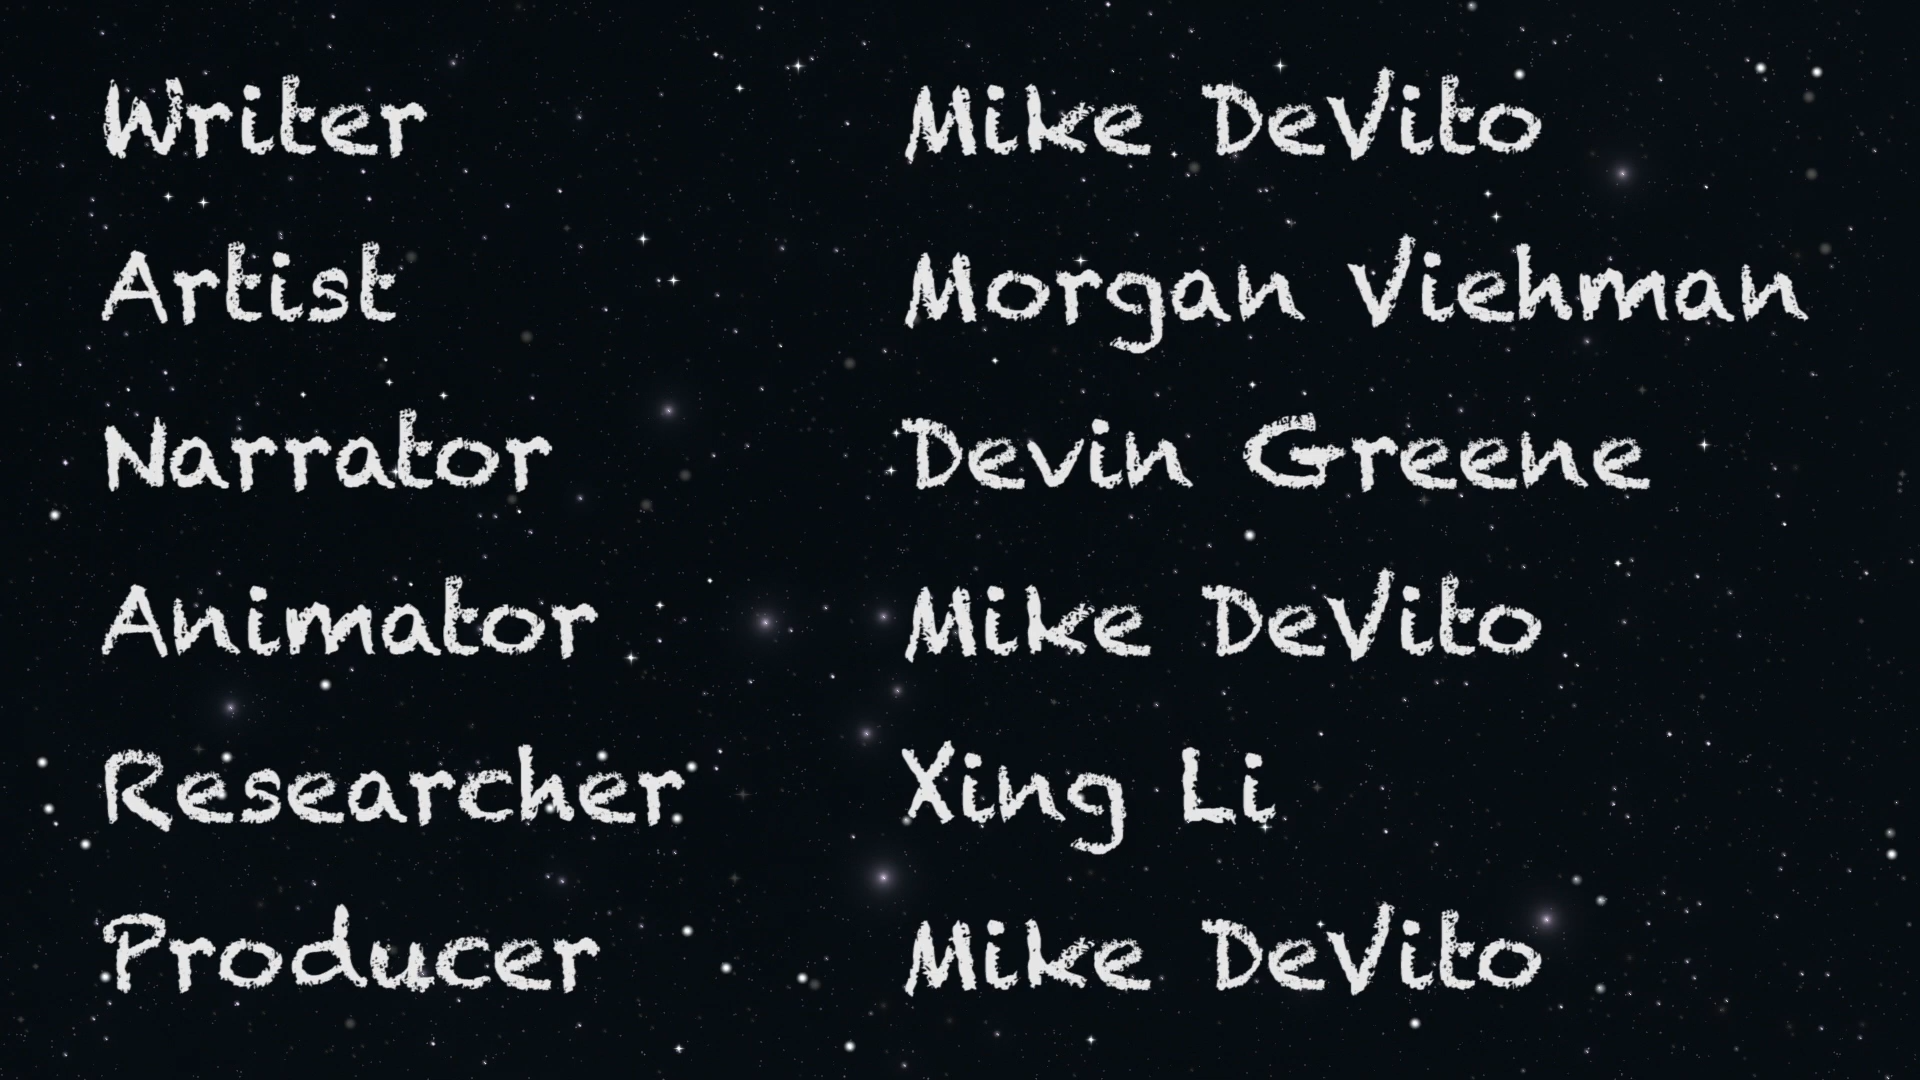 Writer Mike DeVito
Artist Morgan Viehman
Narrator Devin Greene
Animator Mike DeVito
Researcher Xing Li
Producer Mike DeVito